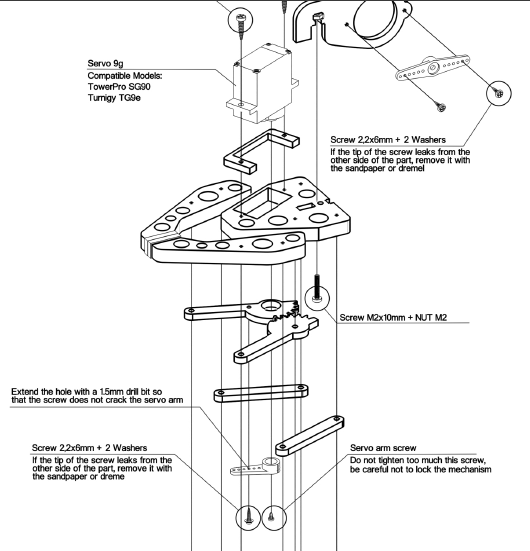 Servo 9g
Compatible Models:
TowerPro SG90
Turnigy TG9e
Screw 2,2x6mm + 2 Washers
If the tip of the screw leaks from the
other side of the part, remove it with
the sandpaper or dremel
Screw M2x10mm + NUT M2
Extend the hole with a 1.5mm drill bit so
that the screw does not crack the servo arm
Screw 2,2x6mm + 2 Washers
If the tip of the screw leaks from the
other side of the part, remove it with
the sandpaper or dreme
Servo arm screw
Do not tighten too much this screw,
be careful not to lock the mechanism